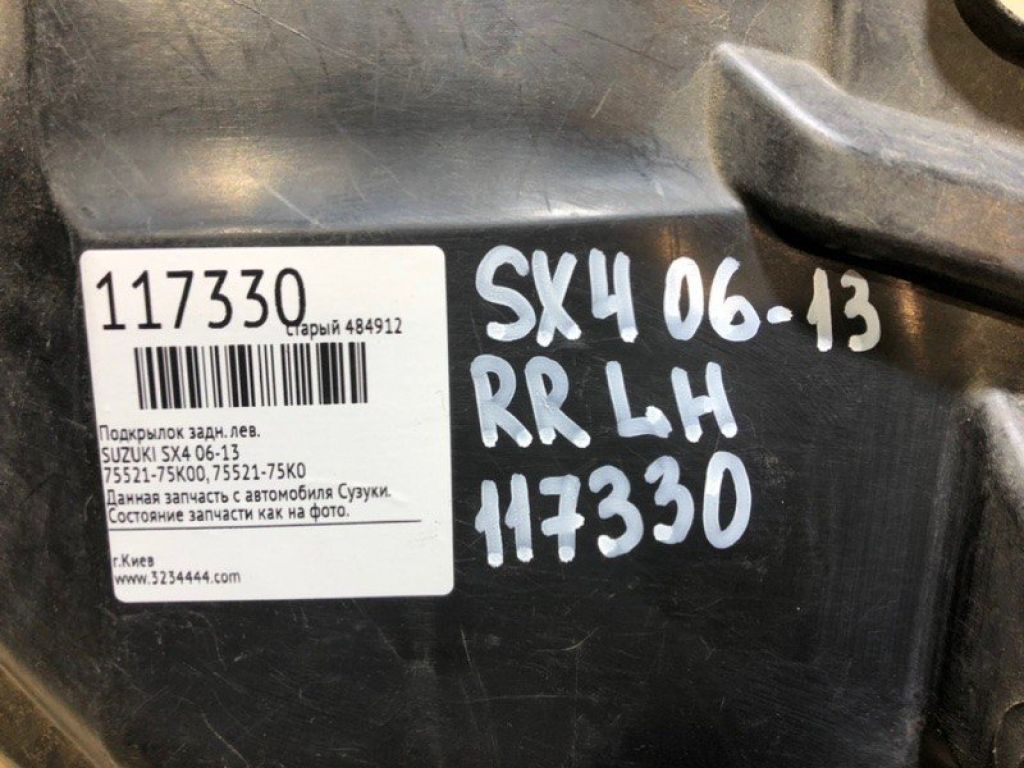 117330
старый 484912
Подкрылок задн. лев.
SUZUKI SX4 06-13
75521-75K00, 75521-75K0
Данная запчасть с автомобиля Сузуки.
Состояние запчасти как на фото.
г.Киев
www.3234444.com
SX4 06-13
RR L.H
117330